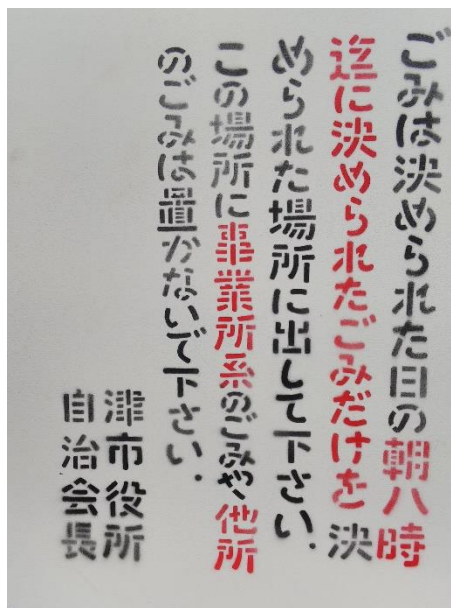 ごみは決められた日の朝八時
迄に決められたごみだけを決
められた場所に出して下さい.
この場所に事業所系のごみや他所
のごみは置かないで下さい.
津市役所
自治会長